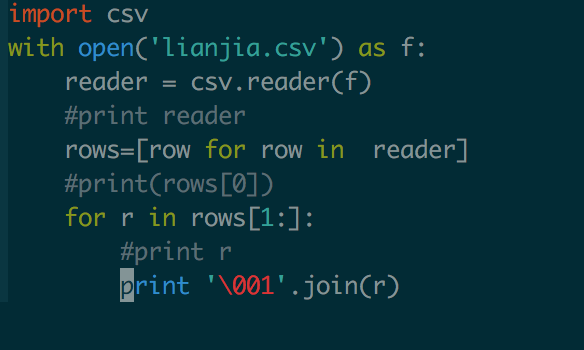 import csv
with open('lianjia.csv') as f:
    reader = csv.reader(f)
    #print reader
    rows=[row for row in  reader]
    #print(rows[0])
    for r in rows[1:]:
        #print r
        print '\001'.join(r)